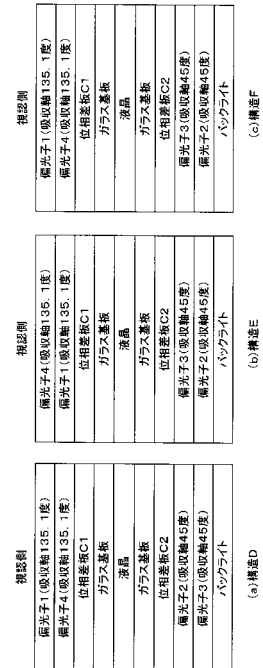 視認側
偏光子1(吸収軸135．1度)
偏光子4(吸収軸135．1度)
位相差板C1
ガラス基板
液晶
ガラス基板
位相差板C2
偏光子2(吸収軸45度)
偏光子3(吸収軸45度)
バックライト
(a)構造D
視認側
偏光子4(吸収軸135．1度)
偏光子1(吸収軸135．1度)
位相差板C1
ガラス基板
液晶
ガラス基板
位相差板C2
偏光子3(吸収軸45度)
偏光子2(吸収軸45度)
バックライト
(b)構造E
視認側
偏光子1(吸収軸135．1度)
偏光子4(吸収軸135．1度)
位相差板C1
ガラス基板
液晶
ガラス基板
位相差板C2
偏光子3(吸収軸45度)
偏光子2(吸収軸45度)
バックライト
(c)構造F